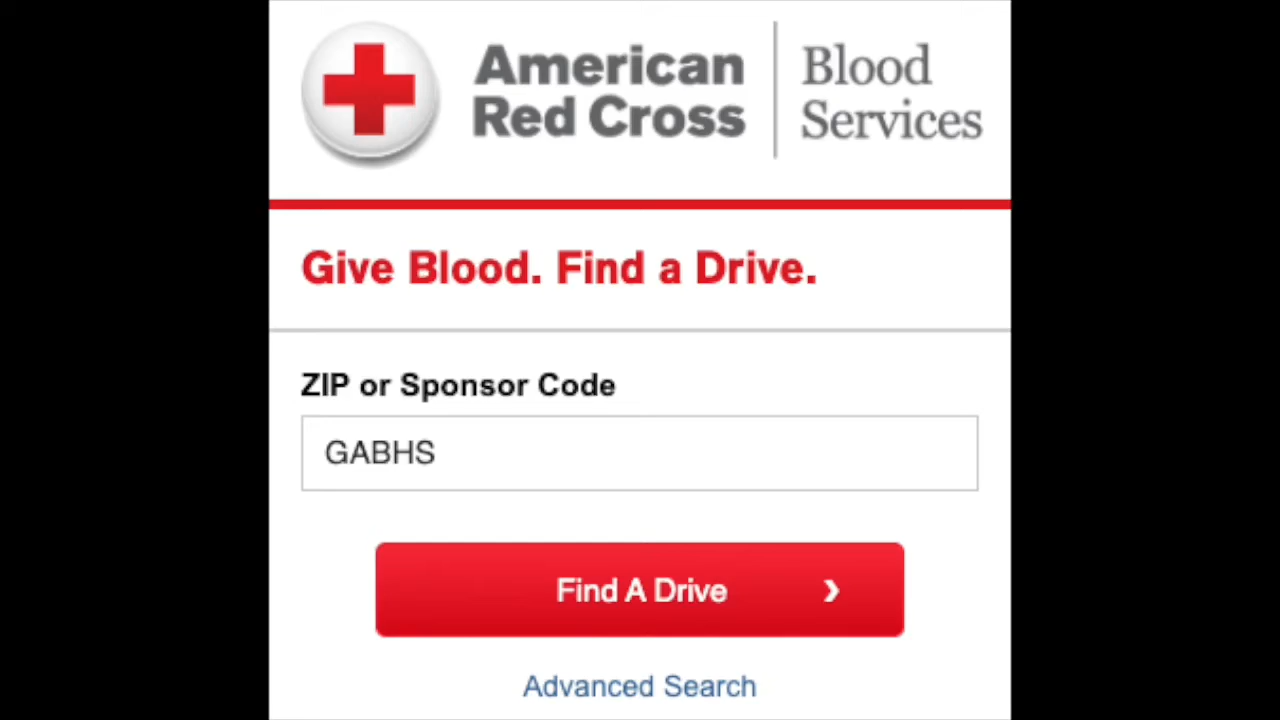 American
Red Cross
Blood
Services
Give Blood. Find a Drive.
ZIP or Sponsor Code
GABHS
Find A Drive
Advanced Search